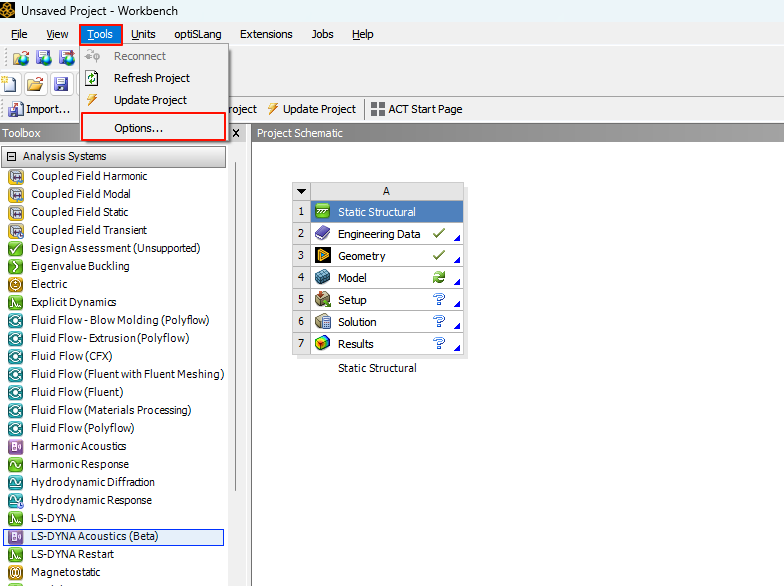 Unsaved Project - Workbench
File View Tools Units optiSLang Extensions Jobs Help
Reconnect
Refresh Project
Update Project
Options...
Import... roject Update Project ACT Start Page
Toolbox
Analysis Systems
Coupled Field Harmonic
Coupled Field Modal
Coupled Field Static
Coupled Field Transient
Design Assessment (Unsupported)
Eigenvalue Buckling
Electric
Explicit Dynamics
Fluid Flow - Blow Molding (Polyflow)
Fluid Flow - Extrusion (Polyflow)
Fluid Flow (CFX)
Fluid Flow (Fluent with Fluent Meshing)
Fluid Flow (Fluent)
Fluid Flow (Materials Processing)
Fluid Flow (Polyflow)
Harmonic Acoustics
Harmonic Response
Hydrodynamic Diffraction
Hydrodynamic Response
LS-DYNA
LS-DYNA Acoustics (Beta)
LS-DYNA Restart
Magnetostatic
Project Schematic
A
1 Static Structural
2 Engineering Data
3 Geometry
4 Model
5 Setup
6 Solution
7 Results
Static Structural